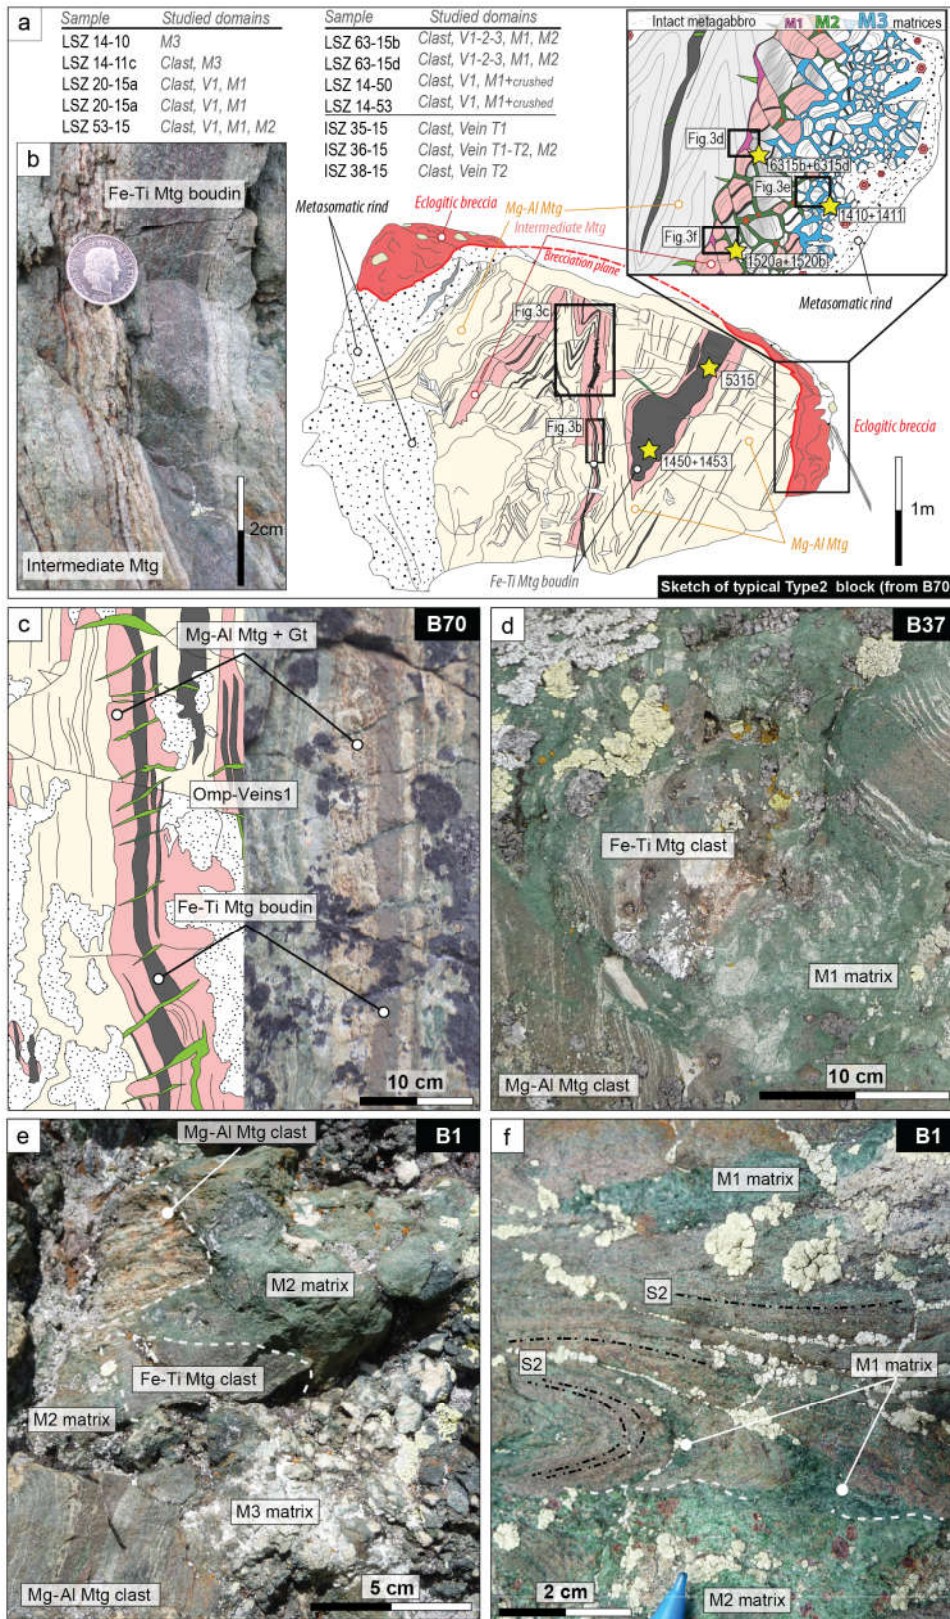 a
Sample Studied domains
LSZ 14-10 M3
LSZ 14-11c Clast, M3
LSZ 20-15a Clast, V1, M1
LSZ 20-15a Clast, V1, M1
LSZ 53-15 Clast, V1, M1, M2
Sample Studied domains
LSZ 63-15b Clast, V1-2-3, M1, M2
LSZ 63-15d Clast, V1-2-3, M1, M2
LSZ 14-50 Clast, V1, M1+crushed
LSZ 14-53 Clast, V1, M1+crushed
ISZ 35-15 Clast, Vein T1
ISZ 36-15 Clast, Vein T1-T2, M2
ISZ 38-15 Clast, Vein T2
Intact metagabbro M1 M2 M3 matrices
Fig.3d
16315b+6315d
Fig.3e
1410+1411
Fig.3f
1520a+1520b
Metasomatic rind
Metasomatic rind
Eclogitic breccia
Mg-Al Mtg
Intermediate Mtg
Brecciation plane
Fig.3c
5315
Fig.3b
1450+1453
Eclogitic breccia
1m
Mg-Al Mtg
Fe-Ti Mtg boudin
Sketch of typical Type2 block (from B70
b
Fe-Ti Mtg boudin
2cm
Intermediate Mtg
c
B70
Mg-Al Mtg + Gt
Omp-Veins1
Fe-Ti Mtg boudin
10 cm
d
B37
Fe-Ti Mtg clast
M1 matrix
Mg-Al Mtg clast
10 cm
e
Mg-Al Mtg clast
B1
M2 matrix
Fe-Ti Mtg clast
M2 matrix
M3 matrix
Mg-Al Mtg clast
5 cm
f
B1
M1 matrix
S2
S2
M1 matrix
2 cm
M2 matrix